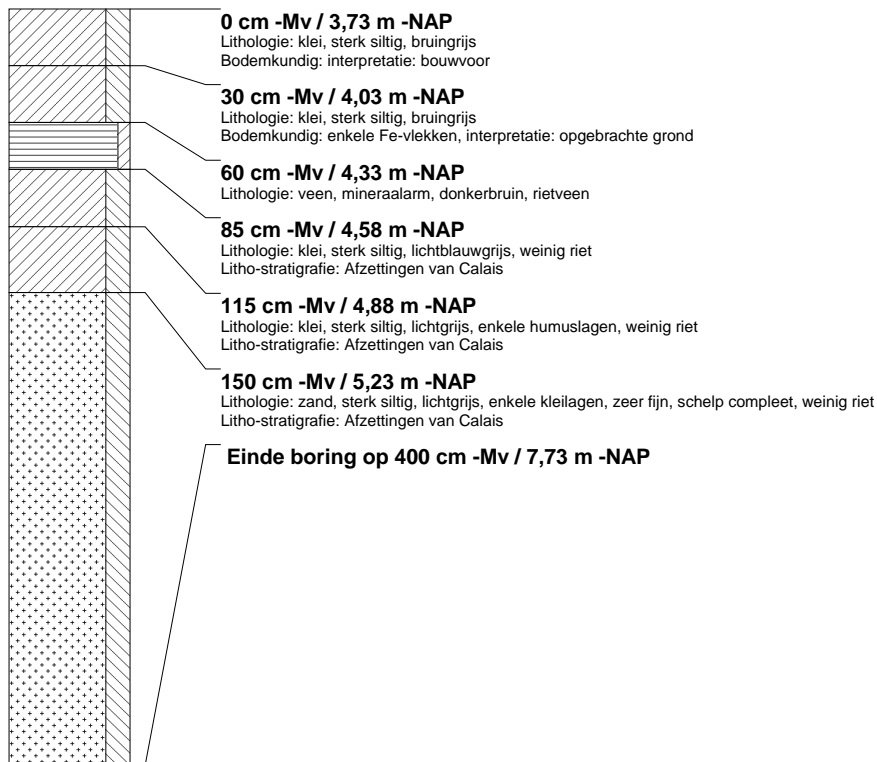 0 cm -Mv / 3,73 m -NAP
Lithologie: klei, sterk siltig, bruingrijs
Bodemkundig: interpretatie: bouwvoor
30 cm -Mv / 4,03 m -NAP
Lithologie: klei, sterk siltig, bruingrijs
Bodemkundig: enkele Fe-vlekken, interpretatie: opgebrachte grond
60 cm -Mv / 4,33 m -NAP
Lithologie: veen, mineraalarm, donkerbruin, rietveen
85 cm -Mv / 4,58 m -NAP
Lithologie: klei, sterk siltig, lichtblauwgrijs, weinig riet
Litho-stratigrafie: Afzettingen van Calais
115 cm -Mv / 4,88 m -NAP
Lithologie: klei, sterk siltig, lichtgrijs, enkele humuslagen, weinig riet
Litho-stratigrafie: Afzettingen van Calais
150 cm -Mv / 5,23 m -NAP
Lithologie: zand, sterk siltig, lichtgrijs, enkele kleilagen, zeer fijn, schelp compleet, weinig riet
Litho-stratigrafie: Afzettingen van Calais
Einde boring op 400 cm -Mv / 7,73 m -NAP